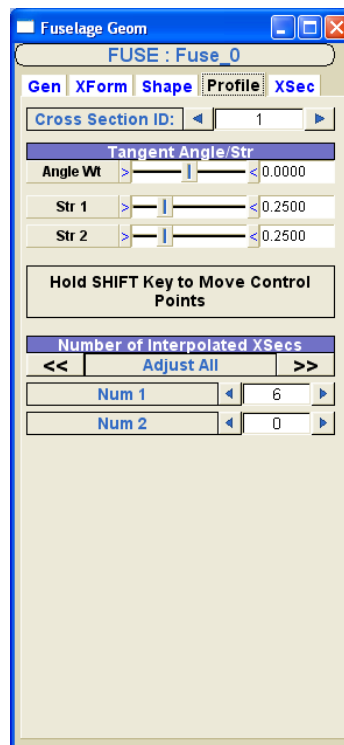 Fuselage Geom
FUSE : Fuse_0
Gen XForm Shape Profile XSec
Cross Section ID: 1
Tangent Angle/Str
Angle Wt > < 0.0000
Str 1 > < 0.2500
Str 2 > < 0.2500
Hold SHIFT Key to Move Control
Points
Number of Interpolated XSecs
<< Adjust All >>
Num 1 6
Num 2 0